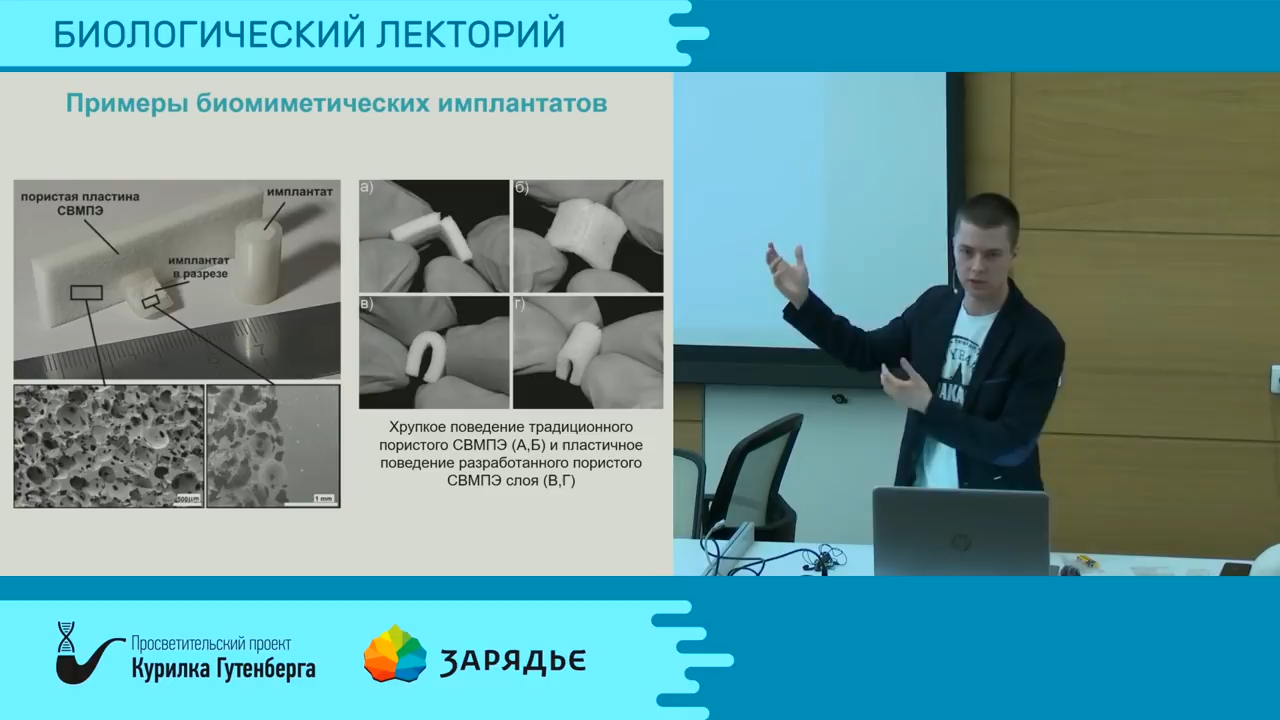 БИОЛОГИЧЕСКИЙ ЛЕКТОРИЙ
Примеры биомиметических имплантатов
пористая пластина
СВМПЭ
имплантат
имплантат
в разрезе
500µm
1 mm
а)
б)
в)
г)
Хрупкое поведение традиционного
пористого СВМПЭ (А,Б) и пластичное
поведение разработанного пористого
СВМПЭ слоя (В,Г)
Просветительский проект
Курилка Гутенберга
ЗАРЯДЬЕ